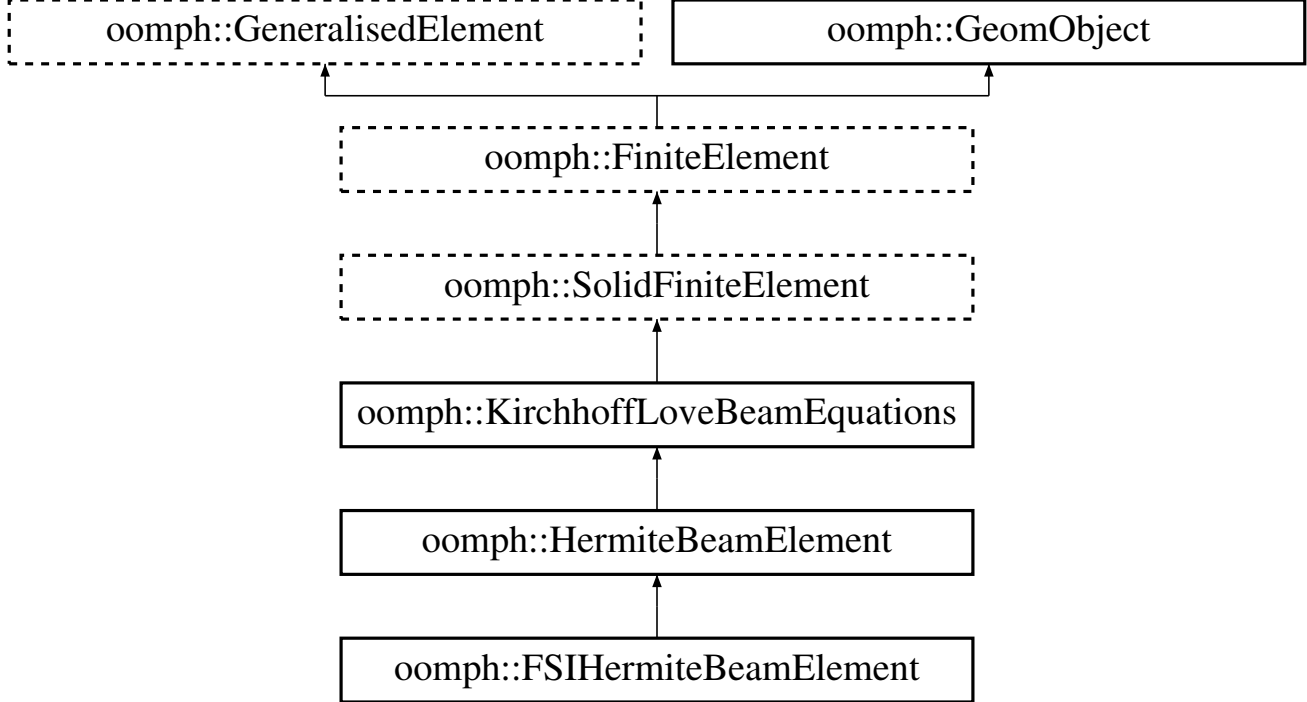 oomph::GeneralisedElement
oomph::GeomObject
oomph::FiniteElement
oomph::SolidFiniteElement
oomph::KirchhoffLoveBeamEquations
oomph::HermiteBeamElement
oomph::FSIHermiteBeamElement